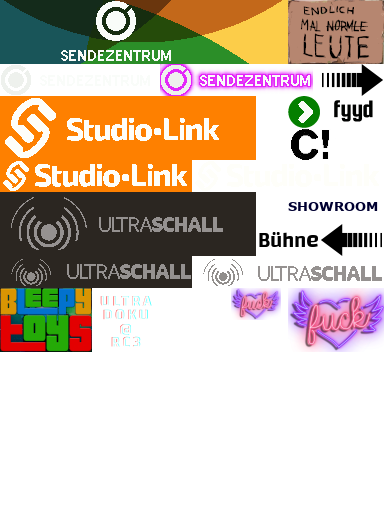 SENDEZENTRUM
ENDLICH
MAL NORMLE
LEUTE
SENDEZENTRUM
SENDEZENTRUM
Studio·Link
fyyd
C!
Studio·Link
Studio·Link
ULTRASCHALL
SHOWROOM
Bühne
ULTRASCHALL
ULTRASCHALL
BLEEPY
toys
ULTRA
DOKU
@
RC3
fuck
fuck